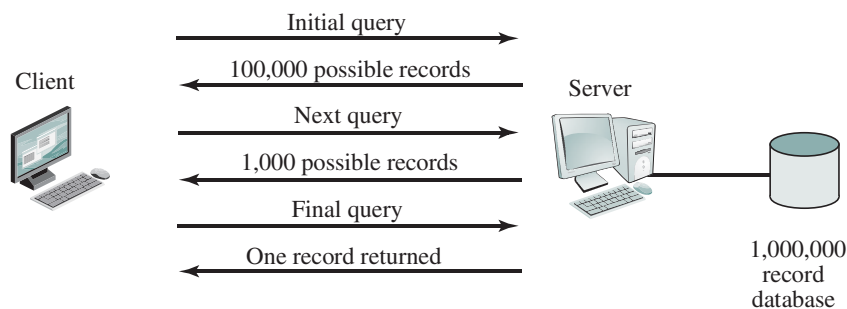 Initial query
100,000 possible records
Client
Server
Next query
1,000 possible records
Final query
One record returned
1,000,000
record
database